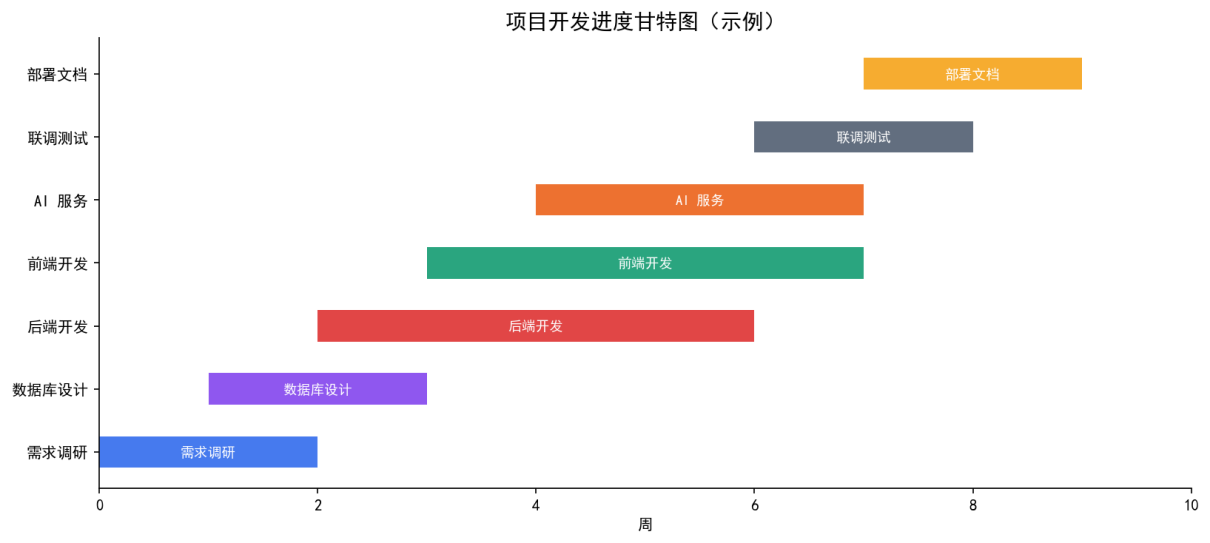 项目开发进度甘特图（示例）
部署文档
部署文档
联调测试
联调测试
AI 服务
AI 服务
前端开发
前端开发
后端开发
后端开发
数据库设计
数据库设计
需求调研
需求调研
0
2
4
6
8
10
周